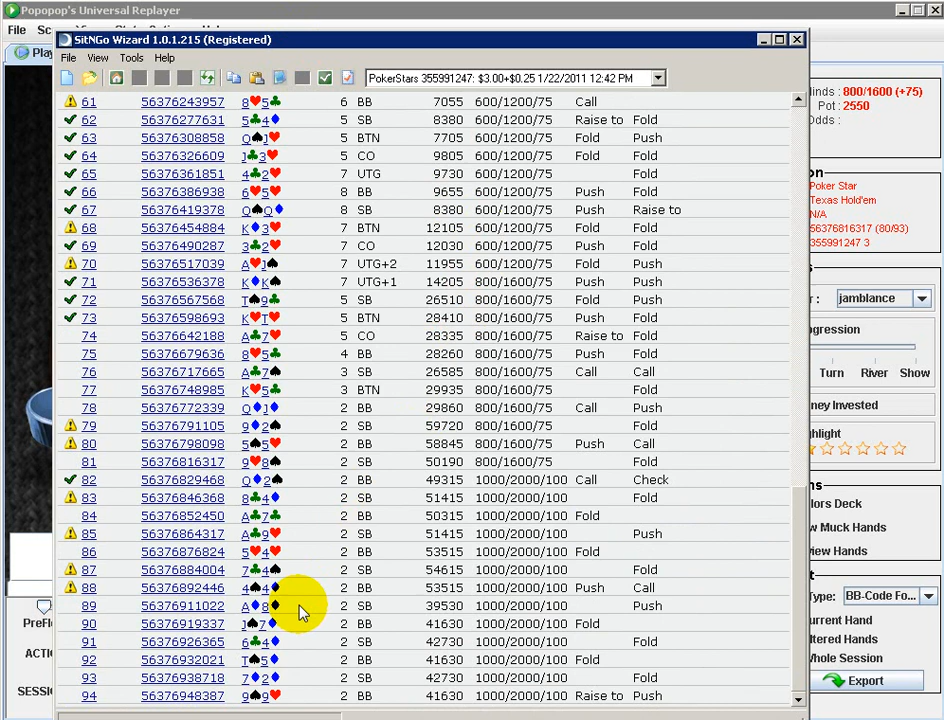 Popopop's Universal Replayer
File
SitNGo Wizard 1.0.1.215 (Registered)
File View Tools Help
PokerStars 355991247: $3.00+$0.25 1/22/2011 12:42 PM
61 56376243957 8♥5♣ 6 BB 7055 600/1200/75 Call
62 56376277631 5♣4♦ 5 SB 8380 600/1200/75 Raise to Fold
63 56376308858 Q♠J♥ 5 BTN 7705 600/1200/75 Fold Push
64 56376326609 J♣3♥ 5 CO 9805 600/1200/75 Fold Fold
65 56376361851 4♣2♥ 7 UTG 9730 600/1200/75 Fold
66 56376386938 6♥5♥ 8 BB 9655 600/1200/75 Push Fold
67 56376419378 Q♠Q♦ 8 SB 8380 600/1200/75 Push Raise to
68 56376454884 K♦3♥ 7 BTN 12105 600/1200/75 Fold Fold
69 56376490287 3♣2♥ 7 CO 12030 600/1200/75 Push Fold
70 56376517039 A♥J♠ 7 UTG+2 11955 600/1200/75 Fold Push
71 56376536378 K♦K♠ 7 UTG+1 14205 800/1600/75 Push Push
72 56376567568 T♠9♣ 5 SB 26510 800/1600/75 Fold Push
73 56376598693 K♥T♥ 5 BTN 28410 800/1600/75 Fold Push
74 56376642188 A♣7♥ 5 CO 28335 800/1600/75 Raise to Fold
75 56376679636 8♥5♣ 4 BB 28260 800/1600/75 Push Fold
76 56376717665 A♣7♠ 3 SB 26585 800/1600/75 Call Call
77 56376748985 K♥5♣ 3 BTN 29935 800/1600/75 Fold
78 56376772339 Q♦J♦ 2 BB 29860 800/1600/75 Call Push
79 56376791105 9♦2♠ 2 SB 59720 800/1600/75 Fold
80 56376798098 5♠5♥ 2 BB 58845 800/1600/75 Push Call
81 56376816317 9♥8♠ 2 SB 50190 800/1600/75 Fold
82 56376829468 Q♦2♠ 2 BB 49315 1000/2000/100 Call Check
83 56376846368 8♣4♦ 2 SB 51415 1000/2000/100 Fold
84 56376852450 A♣7♣ 2 BB 50315 1000/2000/100 Fold
85 56376864317 A♣9♥ 2 SB 51415 1000/2000/100 Push
86 56376876824 5♥4♥ 2 BB 53515 1000/2000/100 Fold
87 56376884004 7♣4♠ 2 SB 54615 1000/2000/100 Fold
88 56376892446 4♠4♦ 2 BB 53515 1000/2000/100 Push Call
89 56376911022 A♦8♦ 2 SB 39530 1000/2000/100 Push
90 56376919337 J♠7♦ 2 BB 41630 1000/2000/100 Fold
91 56376926365 6♣4♦ 2 SB 42730 1000/2000/100 Fold
92 56376932021 T♠5♦ 2 BB 41630 1000/2000/100 Fold
93 56376938718 7♦2♦ 2 SB 42730 1000/2000/100 Fold
94 56376948387 9♠9♥ 2 BB 41630 1000/2000/100 Raise to Push
800/1600 (+75)
Pot: 2550
Odds :
Poker Star
Texas Hold'em
N/A
56376816317 (80/93)
355991247 3
jamblance
Turn River Show
Type: BB-Code Fo...
Export
ACTIO